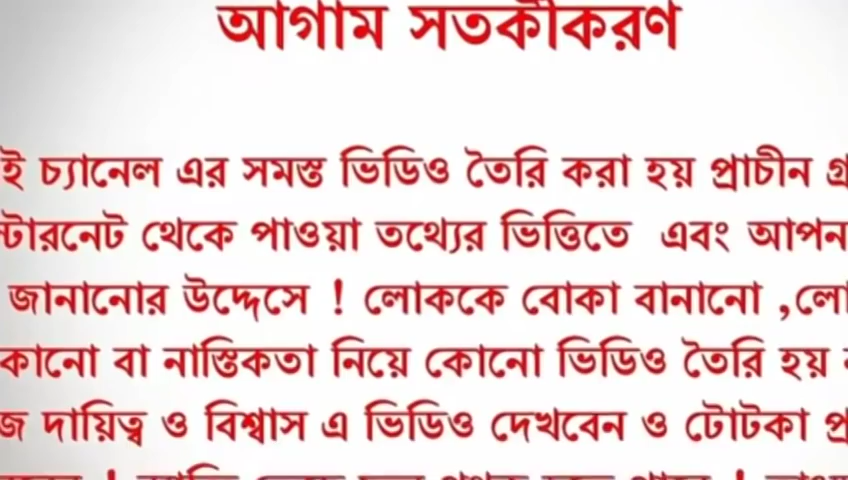 আগাম সতর্কীকরণ
ই চ্যানেল এর সমস্ত ভিডিও তৈরি করা হয় প্রাচীন
ন্টারনেট থেকে পাওয়া তথ্যের ভিত্তিতে এবং আপন
জানানোর উদ্দেসে ! লোককে বোকা বানানো ,লো
কানো বা নাস্তিকতা নিয়ে কোনো ভিডিও তৈরি হয়
জ দায়িত্ব ও বিশ্বাস এ ভিডিও দেখবেন ও টোটকা প্র